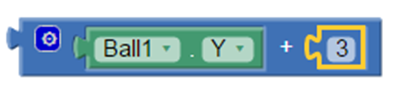 Ball1 . Y + 3